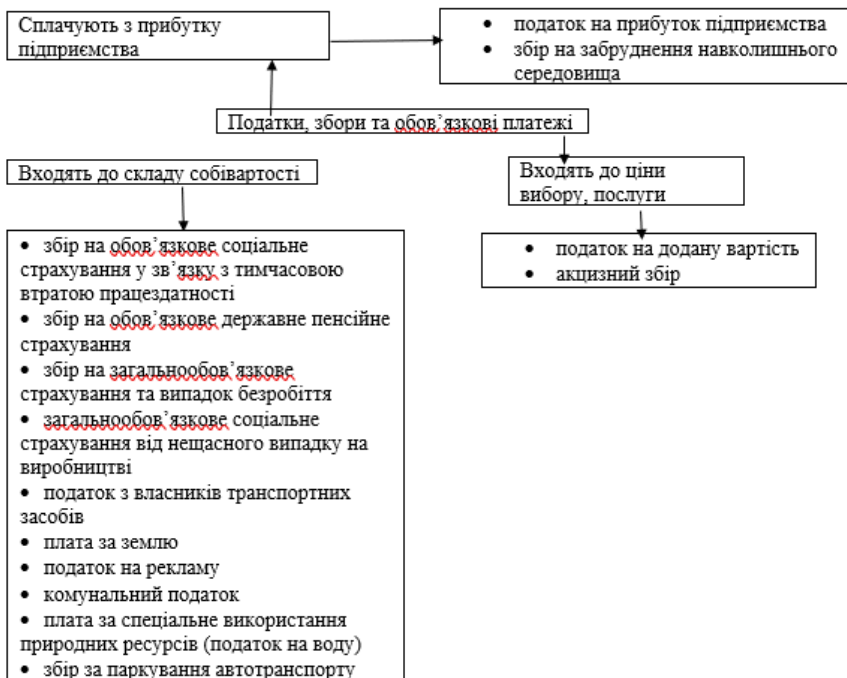 Сплачують з прибутку
підприємства
• податок на прибуток підприємства
• збір на забруднення навколишнього
середовища
Податки, збори та обов’язкові платежі
Входять до складу собівартості
Входять до ціни
вибору, послуги
• збір на обов’язкове соціальне
страхування у зв’язку з тимчасовою
втратою працездатності
• збір на обов’язкове державне пенсійне
страхування
• збір на загальнообов’язкове
страхування та випадок безробіття
• загальнообов’язкове соціальне
страхування від нещасного випадку на
виробництві
• податок з власників транспортних
засобів
• плата за землю
• податок на рекламу
• комунальний податок
• плата за спеціальне використання
природних ресурсів (податок на воду)
• збір за паркування автотранспорту
• податок на додану вартість
• акцизний збір